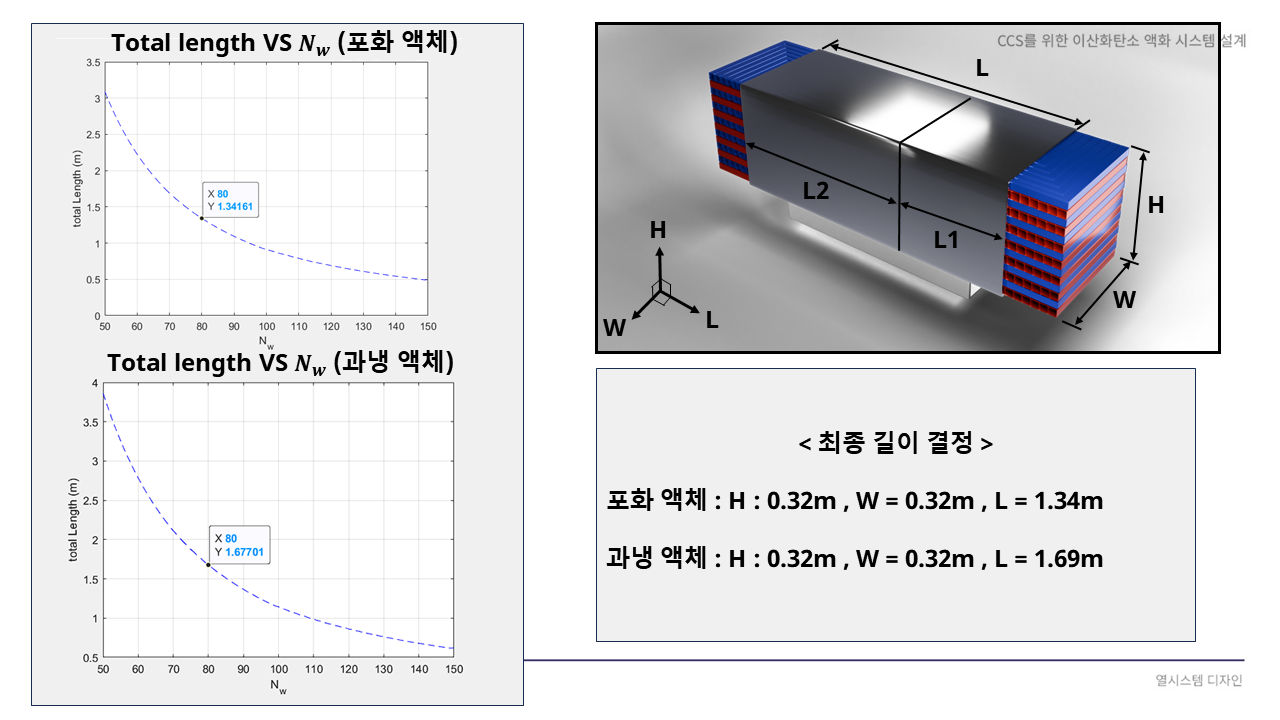 CCS를 위한 이산화탄소 액화 시스템 설계
Total length VS N_w (포화 액체)
3.5
3
2.5
2
1.5
1
0.5
0
total Length (m)
X 80
Y 1.34161
50 60 70 80 90 100 110 120 130 140 150
N_w
Total length VS N_w (과냉 액체)
4
3.5
3
2.5
2
1.5
1
0.5
total Length (m)
X 80
Y 1.67701
50 60 70 80 90 100 110 120 130 140 150
N_w
L
L2
L1
H
W
H
W
L
< 최종 길이 결정 >
포화 액체 : H : 0.32m , W = 0.32m , L = 1.34m
과냉 액체 : H : 0.32m , W = 0.32m , L = 1.69m
열시스템 디자인